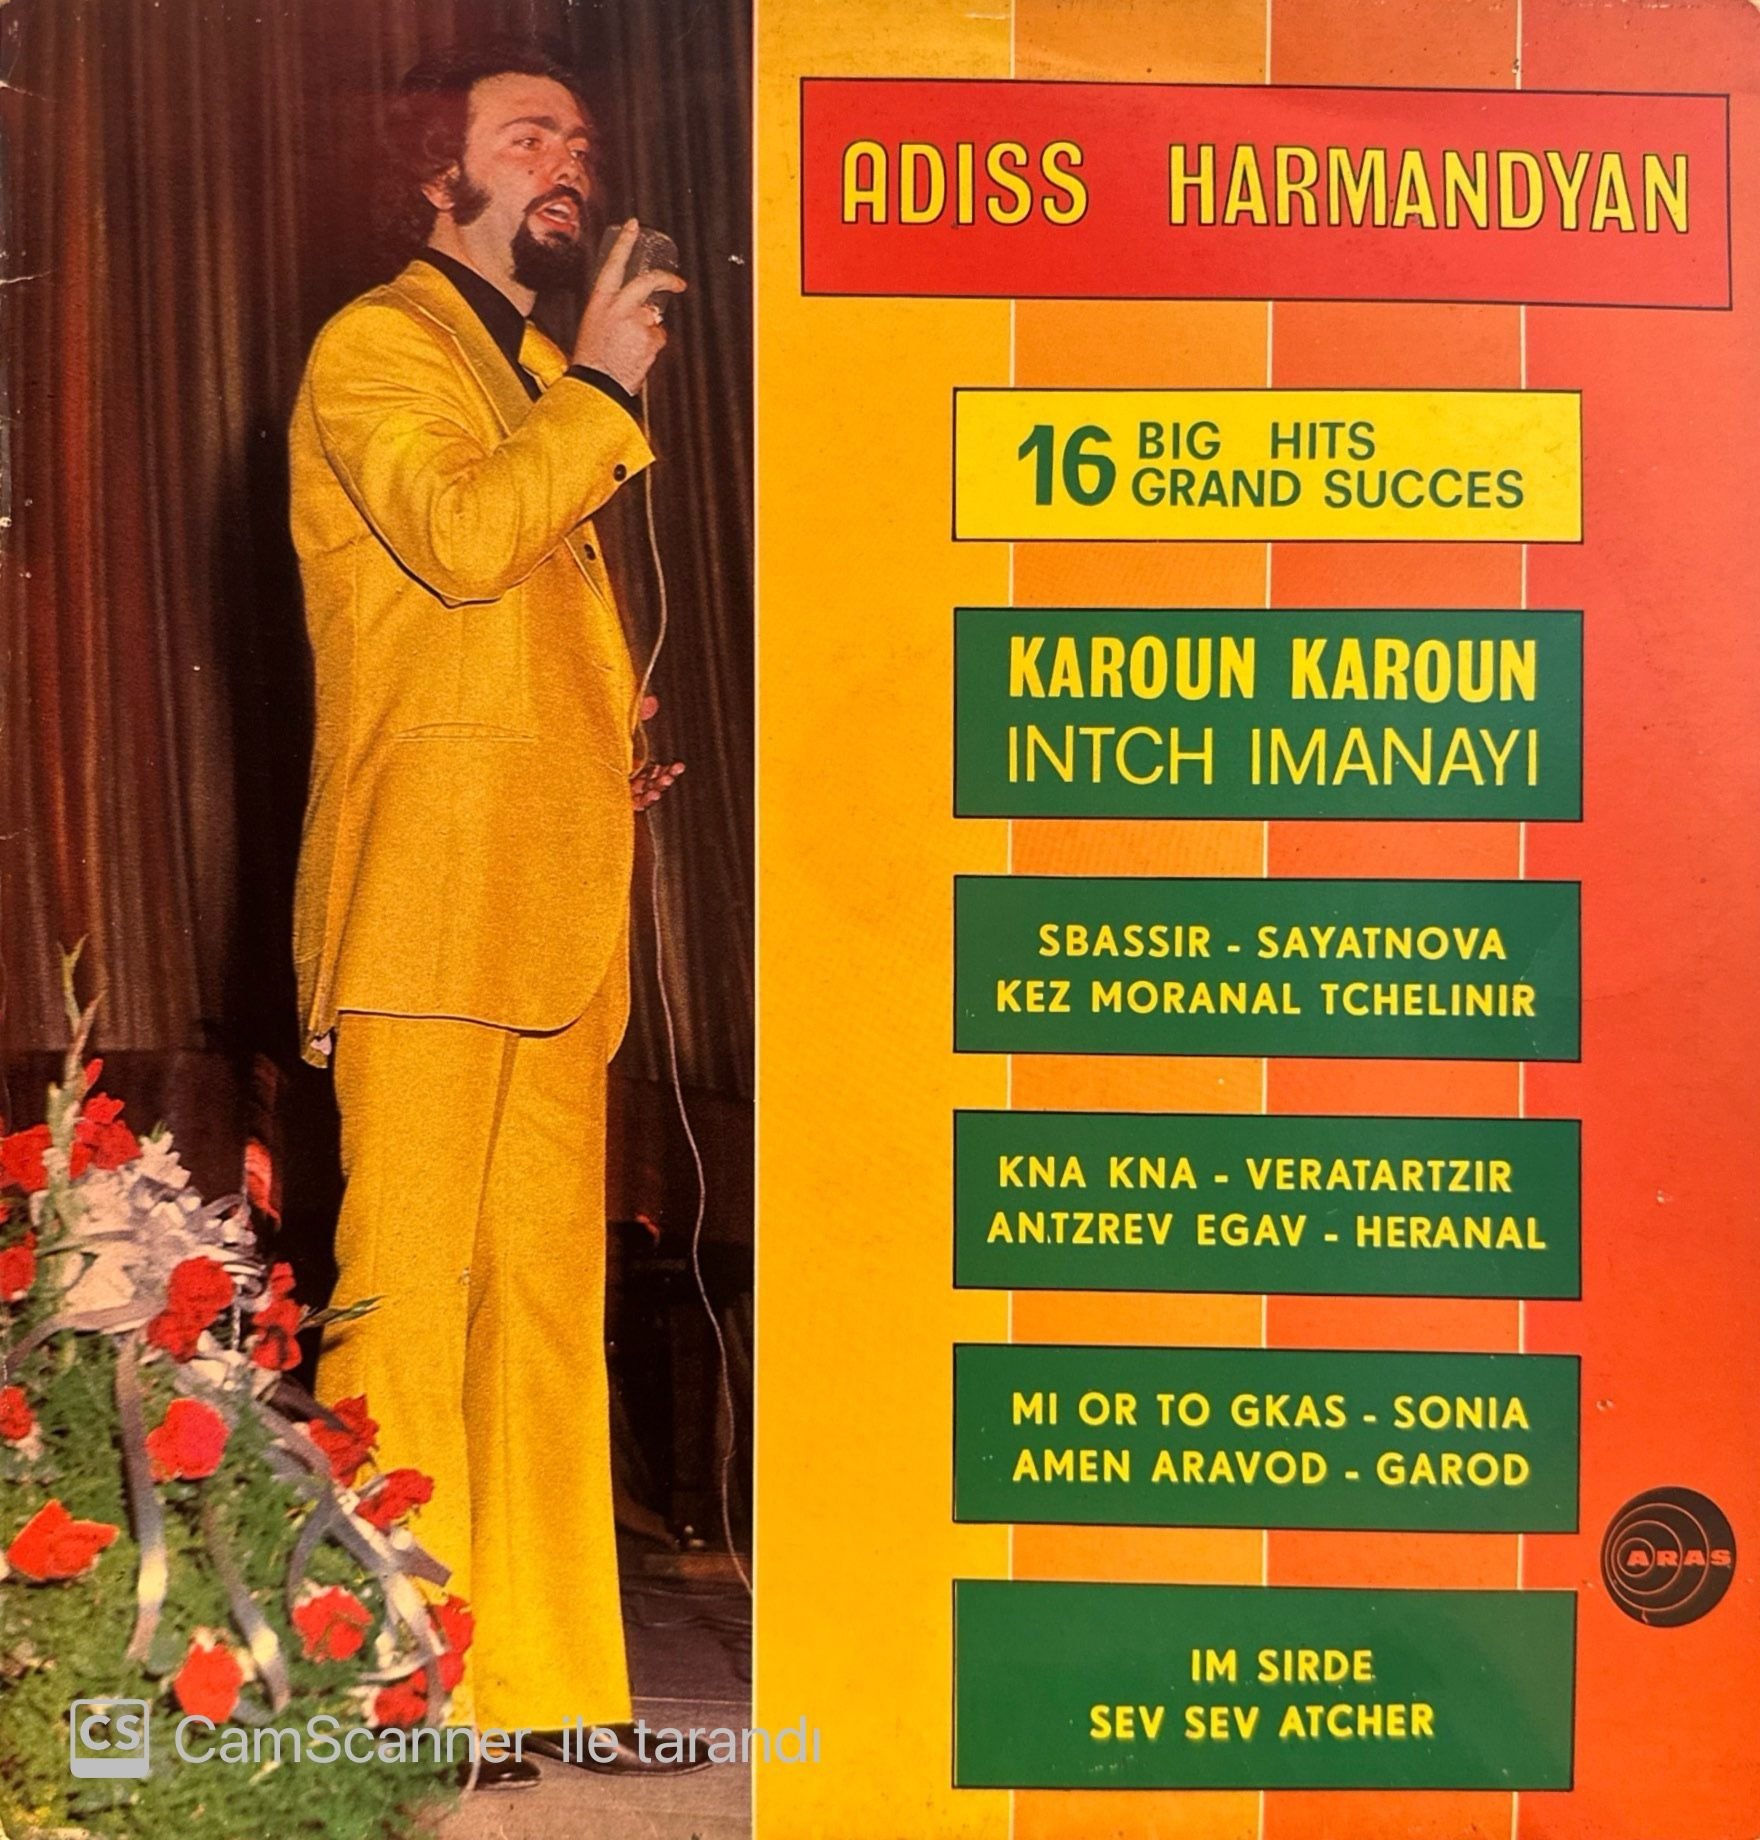 ADISS HARMANDYAN
16 BIG HITS
GRAND SUCCES
KAROUN KAROUN
INTCH IMANAYI
SBASSIR - SAYATNOVA
KEZ MORANAL TCHELINIR
KNA KNA - VERATARTZIR
ANTZREV EGAV - HERANAL
MI OR TO GKAS - SONIA
AMEN ARAVOD - GAROD
ARAS
IM SIRDE
SEV SEV ATCHER
CS CamScanner ile tarandı